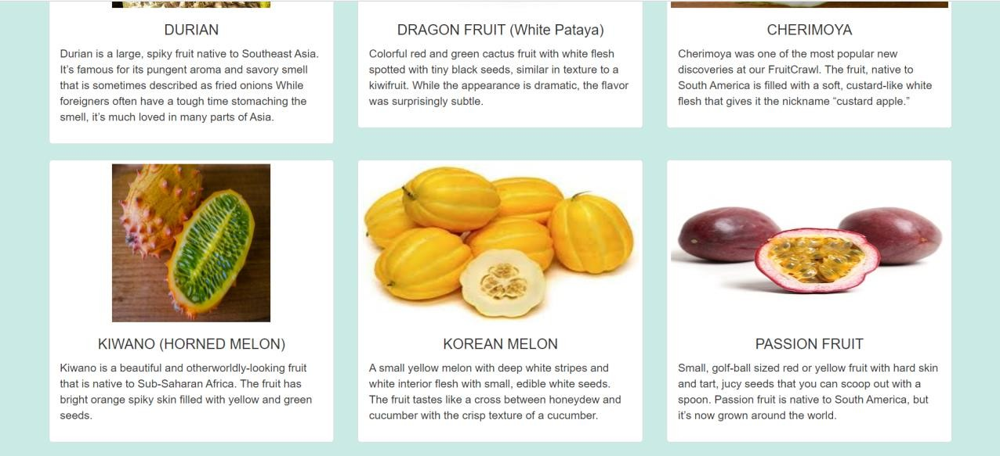 DURIAN
Durian is a large, spiky fruit native to Southeast Asia.
It’s famous for its pungent aroma and savory smell
that is sometimes described as fried onions While
foreigners often have a tough time stomaching the
smell, it’s much loved in many parts of Asia.
DRAGON FRUIT (White Pataya)
Colorful red and green cactus fruit with white flesh
spotted with tiny black seeds, similar in texture to a
kiwifruit. While the appearance is dramatic, the flavor
was surprisingly subtle.
CHERIMOYA
Cherimoya was one of the most popular new
discoveries at our FruitCrawl. The fruit, native to
South America is filled with a soft, custard-like white
flesh that gives it the nickname “custard apple.”
KIWANO (HORNED MELON)
Kiwano is a beautiful and otherworldly-looking fruit
that is native to Sub-Saharan Africa. The fruit has
bright orange spiky skin filled with yellow and green
seeds.
KOREAN MELON
A small yellow melon with deep white stripes and
white interior flesh with small, edible white seeds.
The fruit tastes like a cross between honeydew and
cucumber with the crisp texture of a cucumber.
PASSION FRUIT
Small, golf-ball sized red or yellow fruit with hard skin
and tart, jucy seeds that you can scoop out with a
spoon. Passion fruit is native to South America, but
it’s now grown around the world.